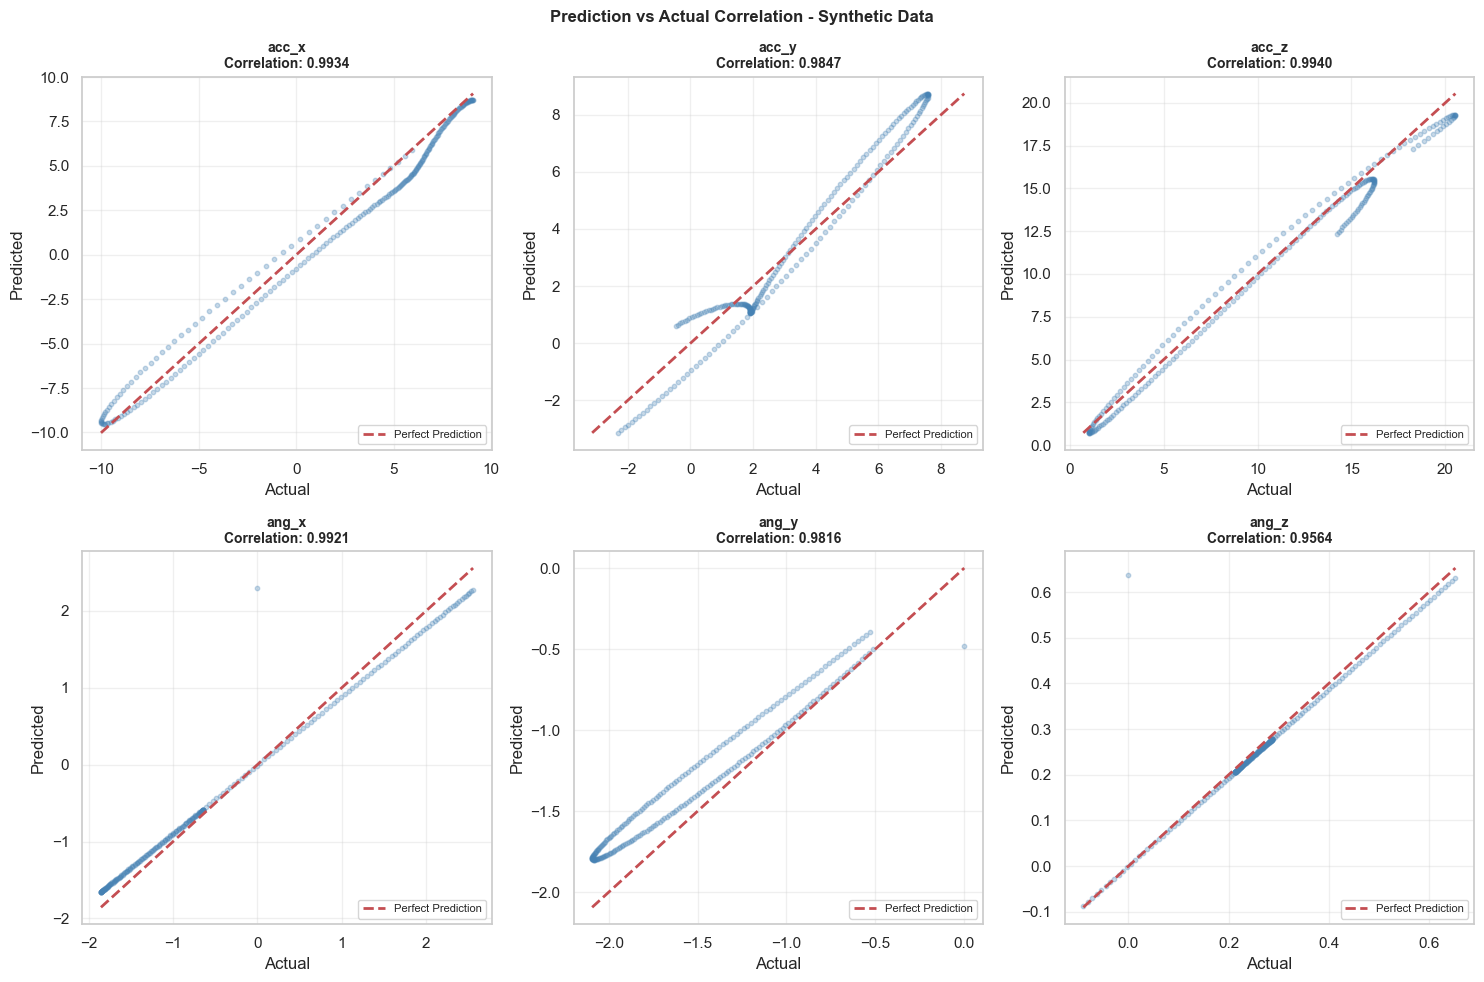 Prediction vs Actual Correlation - Synthetic Data
acc_x
Correlation: 0.9934
10.0
7.5
5.0
2.5
0.0
−2.5
−5.0
−7.5
−10.0
Predicted
−10
−5
0
5
10
Actual
Perfect Prediction
acc_y
Correlation: 0.9847
8
6
4
2
0
−2
Predicted
−2
0
2
4
6
8
Actual
Perfect Prediction
acc_z
Correlation: 0.9940
20.0
17.5
15.0
12.5
10.0
7.5
5.0
2.5
0.0
Predicted
0
5
10
15
20
Actual
Perfect Prediction
ang_x
Correlation: 0.9921
2
1
0
−1
−2
Predicted
−2
−1
0
1
2
Actual
Perfect Prediction
ang_y
Correlation: 0.9816
0.0
−0.5
−1.0
−1.5
−2.0
Predicted
−2.0
−1.5
−1.0
−0.5
0.0
Actual
Perfect Prediction
ang_z
Correlation: 0.9564
0.6
0.5
0.4
0.3
0.2
0.1
0.0
−0.1
Predicted
0.0
0.2
0.4
0.6
Actual
Perfect Prediction